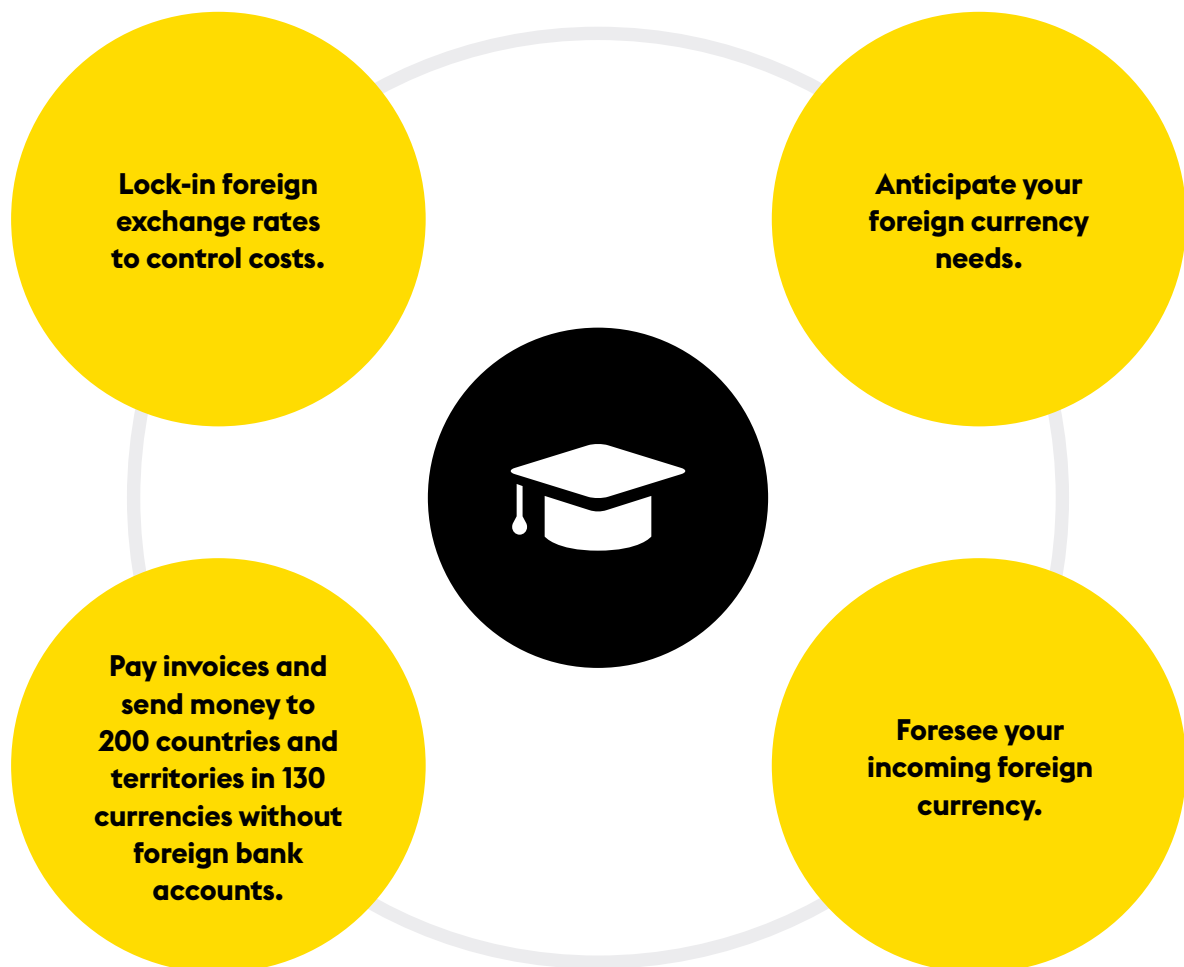 Lock-in foreign
exchange rates
to control costs.
Anticipate your
foreign currency
needs.
Pay invoices and
send money to
200 countries and
territories in 130
currencies without
foreign bank
accounts.
Foresee your
incoming foreign
currency.